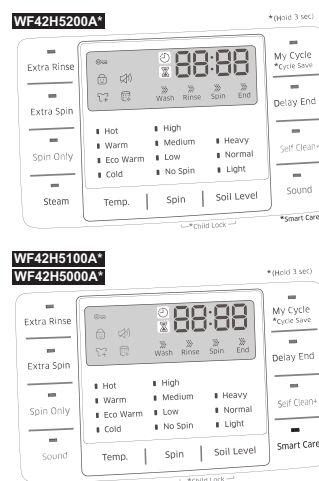 WF42H5200A*
*(Hold 3 sec)
Extra Rinse
Extra Spin
Spin Only
Steam
88:88
Wash Rinse Spin End
Hot
Warm
Eco Warm
Cold
High
Medium
Low
No Spin
Heavy
Normal
Light
Temp.
Spin
Soil Level
*Child Lock
My Cycle
*Cycle Save
Delay End
Self Clean+
Sound
*Smart Care
WF42H5100A*
WF42H5000A*
*(Hold 3 sec)
Extra Rinse
Extra Spin
Spin Only
Sound
88:88
Wash Rinse Spin End
Hot
Warm
Eco Warm
Cold
High
Medium
Low
No Spin
Heavy
Normal
Light
Temp.
Spin
Soil Level
*Child Lock
My Cycle
*Cycle Save
Delay End
Self Clean+
Smart Care